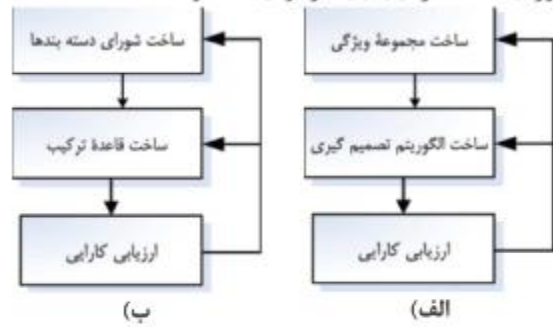 ساخت مجموعهٔ ویژگی
ساخت الگوریتم تصمیم گیری
ارزیابی کارایی
الف)
ساخت شورای دسته بندها
ساخت قاعدهٔ ترکیب
ارزیابی کارایی
ب)